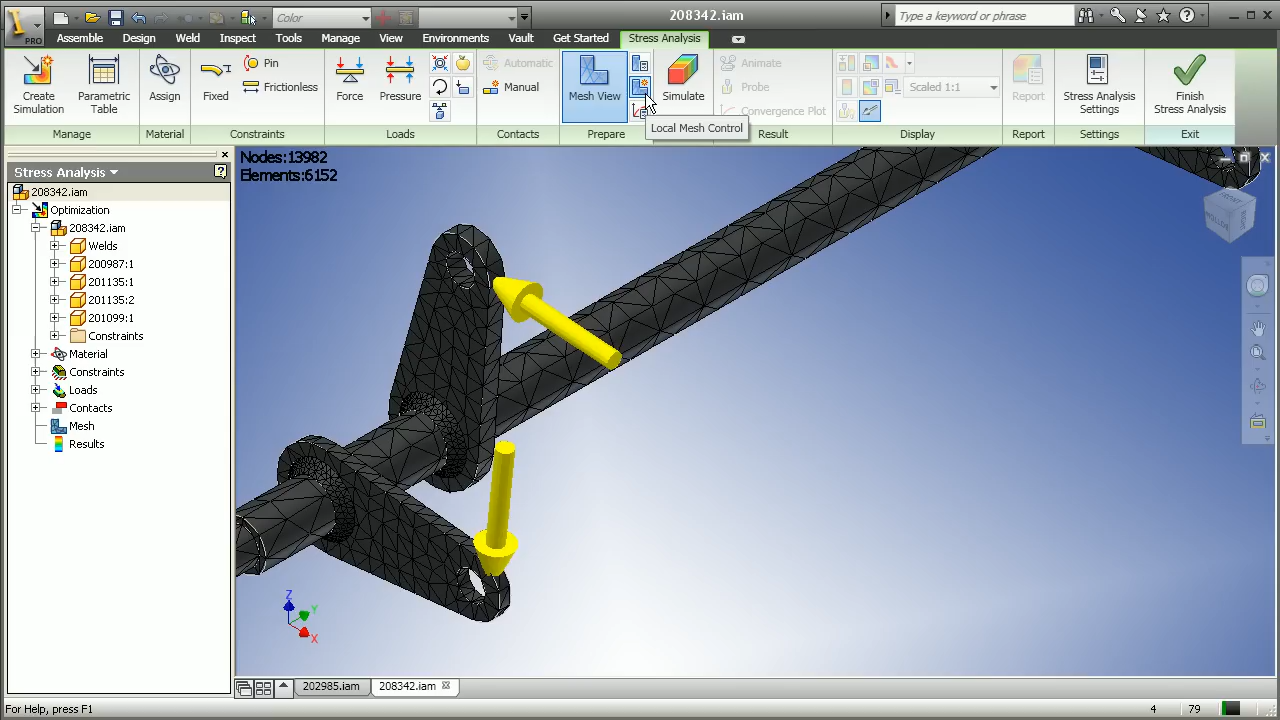 208342.iam
Color
Type a keyword or phrase
PRO
Assemble Design Weld Inspect Tools Manage View Environments Vault Get Started Stress Analysis
Create Simulation
Parametric Table
Assign
Pin
Frictionless
Force
Pressure
Automatic
Manual
Mesh View
Simulate
Animate
Probe
Convergence Plot
Scaled 1:1
Report
Stress Analysis Settings
Finish Stress Analysis
Manage Material Constraints Loads Contacts Prepare Result Display Report Settings Exit
Local Mesh Control
Stress Analysis
208342.iam
Optimization
208342.iam
Welds
200987:1
201135:1
201135:2
201099:1
Constraints
Material
Constraints
Loads
Contacts
Mesh
Results
Nodes:13982
Elements:6152
FRONT
BOTTOM
Z
Y
X
202985.iam 208342.iam
For Help, press F1
4 79